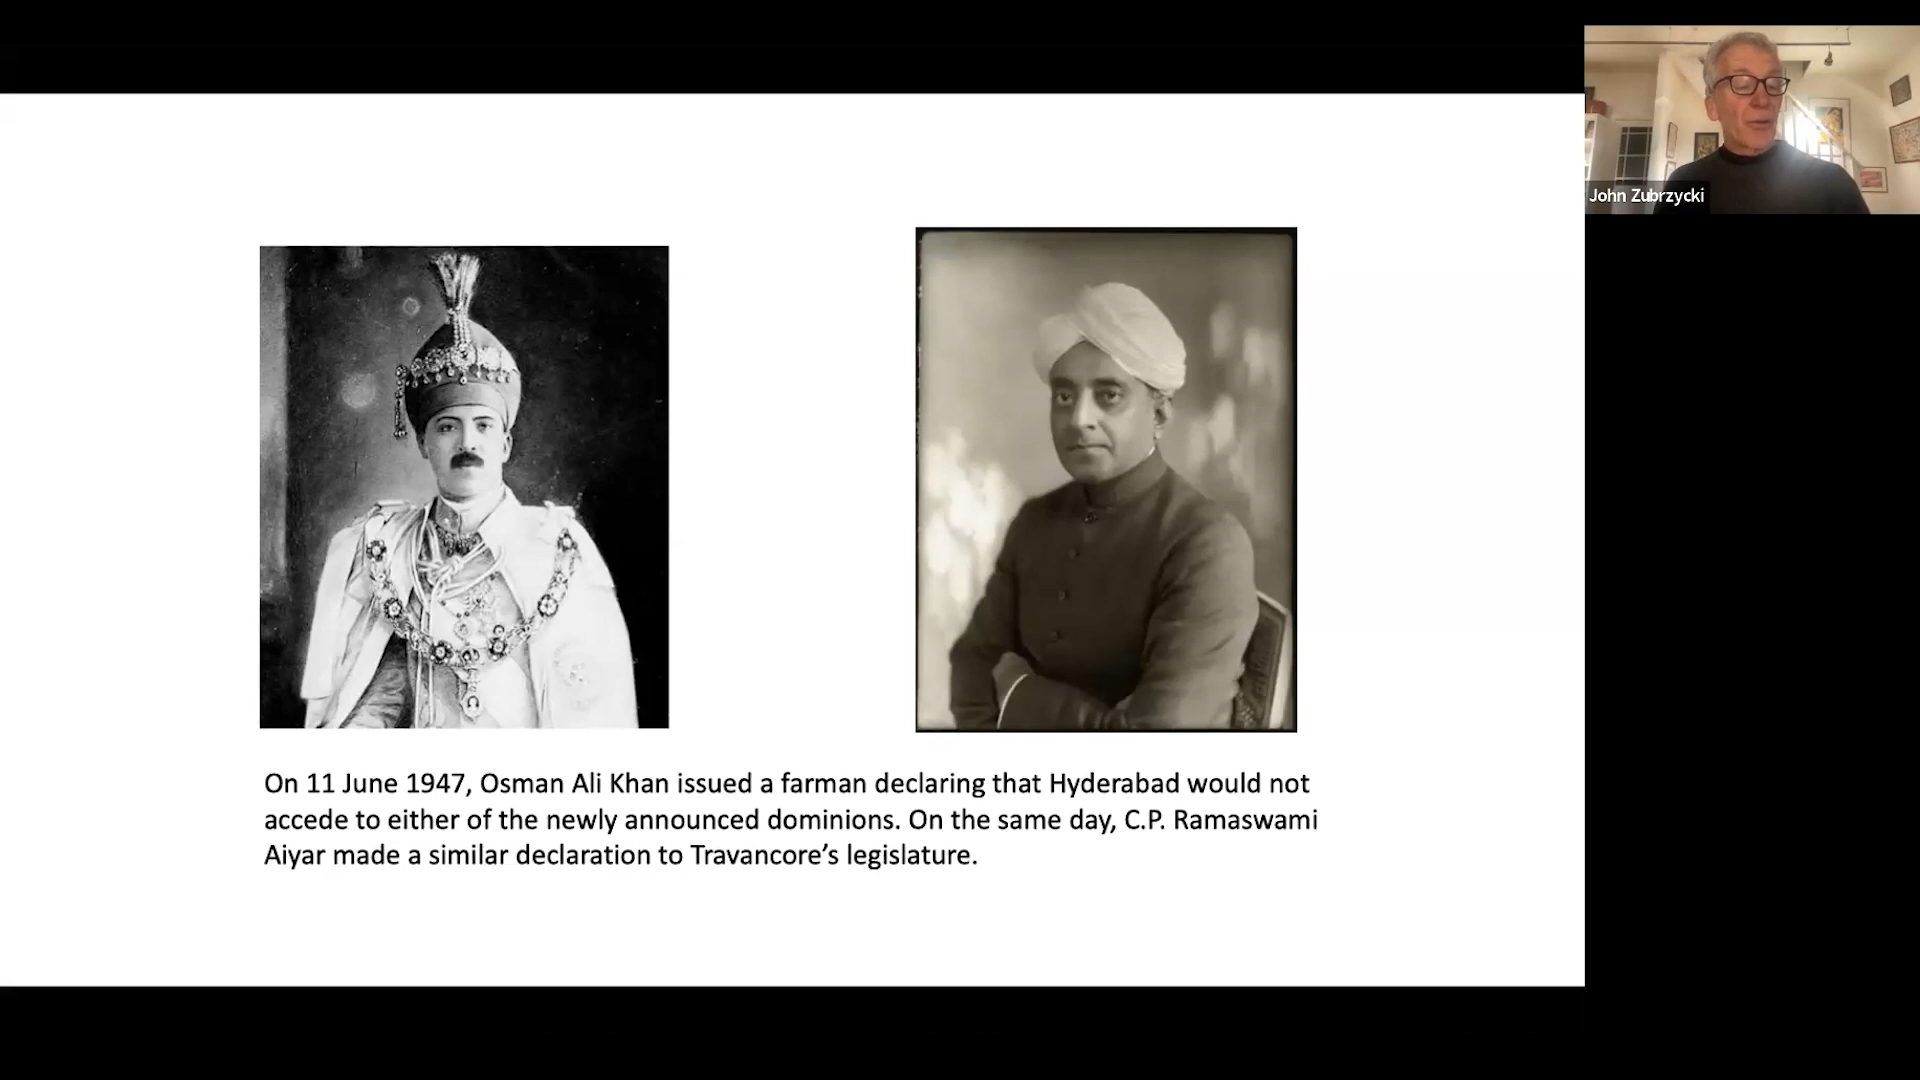 John Zubrzycki
On 11 June 1947, Osman Ali Khan issued a farman declaring that Hyderabad would not
accede to either of the newly announced dominions. On the same day, C.P. Ramaswami
Aiyar made a similar declaration to Travancore’s legislature.